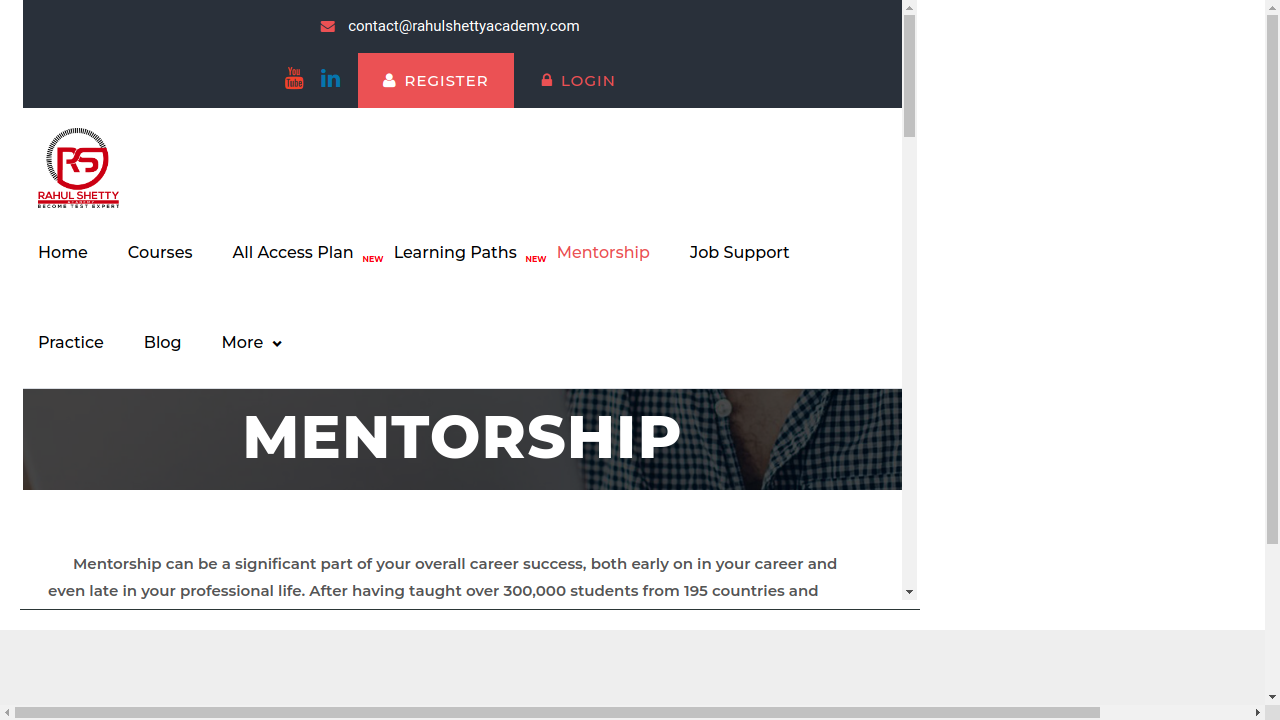 contact@rahulshettyacademy.com
You
Tube
in
REGISTER
LOGIN
RS
RAHUL SHETTY
ACADEMY
BECOME TEST EXPERT
Home Courses All Access Plan NEW Learning Paths NEW Mentorship Job Support
Practice Blog More
MENTORSHIP
Mentorship can be a significant part of your overall career success, both early on in your career and
even late in your professional life. After having taught over 300,000 students from 195 countries and